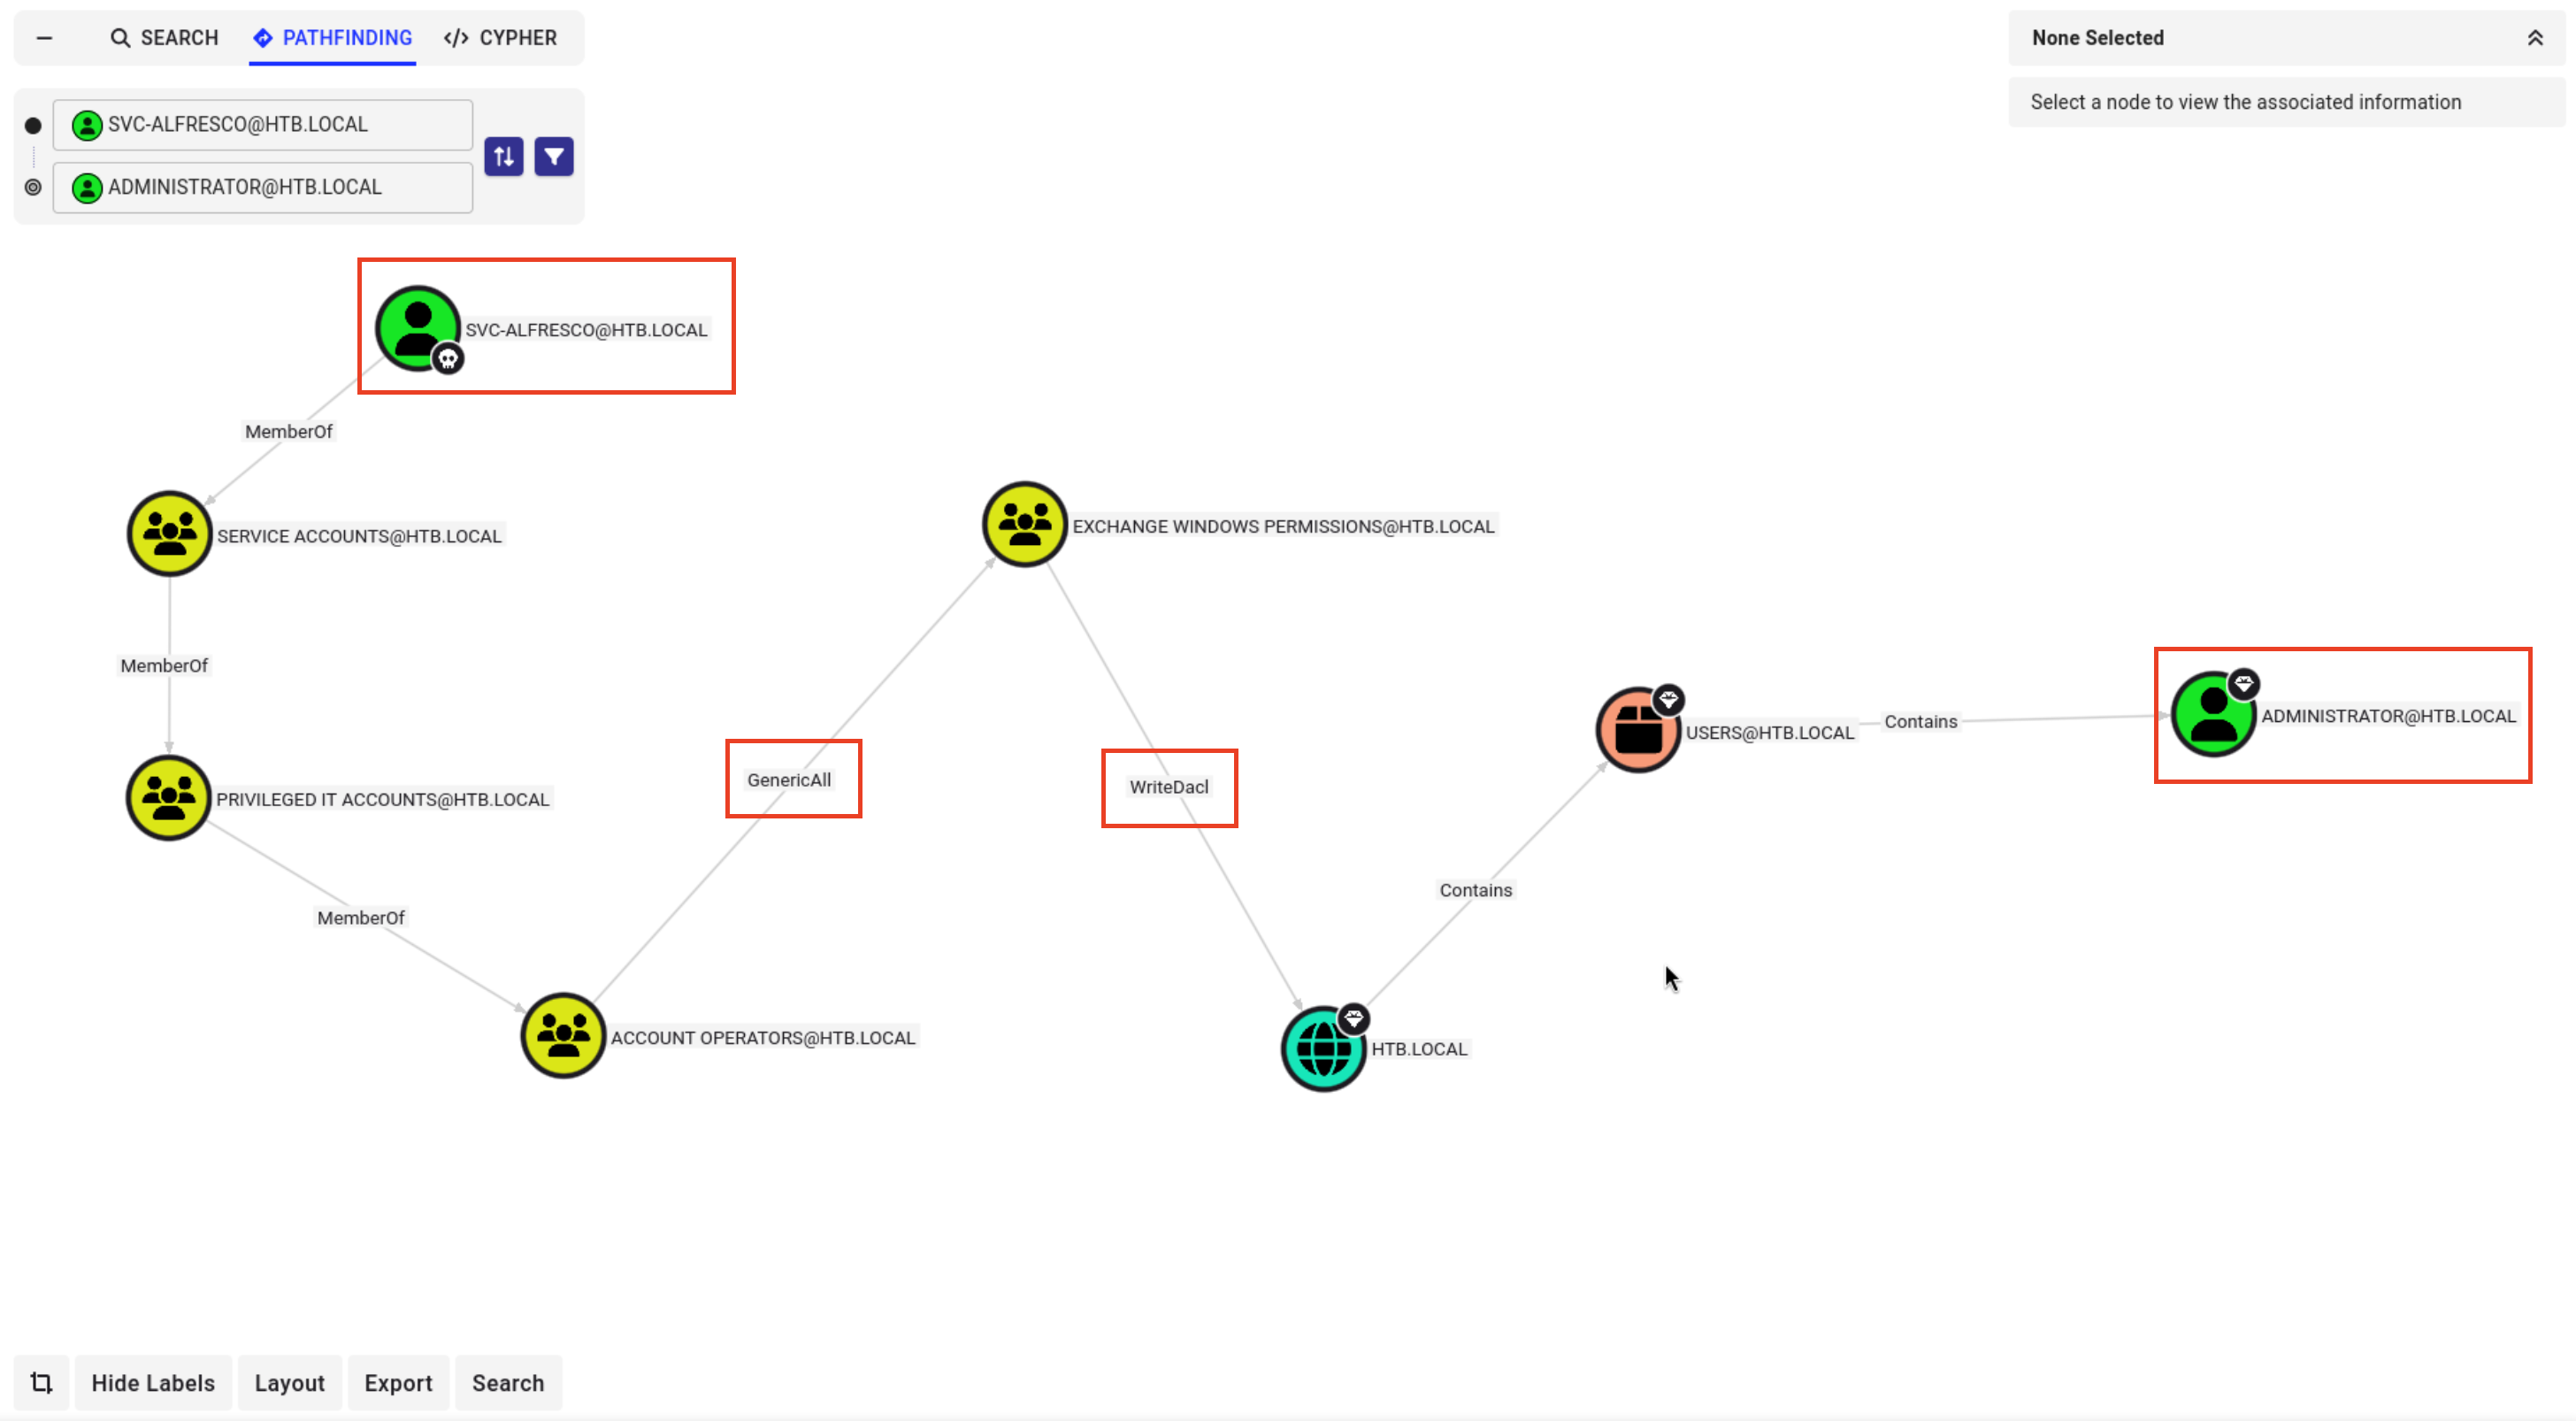 SEARCH PATHFINDING </> CYPHER
None Selected
Select a node to view the associated information
SVC-ALFRESCO@HTB.LOCAL
ADMINISTRATOR@HTB.LOCAL
SVC-ALFRESCO@HTB.LOCAL
MemberOf
SERVICE ACCOUNTS@HTB.LOCAL
EXCHANGE WINDOWS PERMISSIONS@HTB.LOCAL
MemberOf
PRIVILEGED IT ACCOUNTS@HTB.LOCAL
GenericAll
WriteDacl
USERS@HTB.LOCAL
Contains
ADMINISTRATOR@HTB.LOCAL
Contains
MemberOf
ACCOUNT OPERATORS@HTB.LOCAL
HTB.LOCAL
Hide Labels Layout Export Search